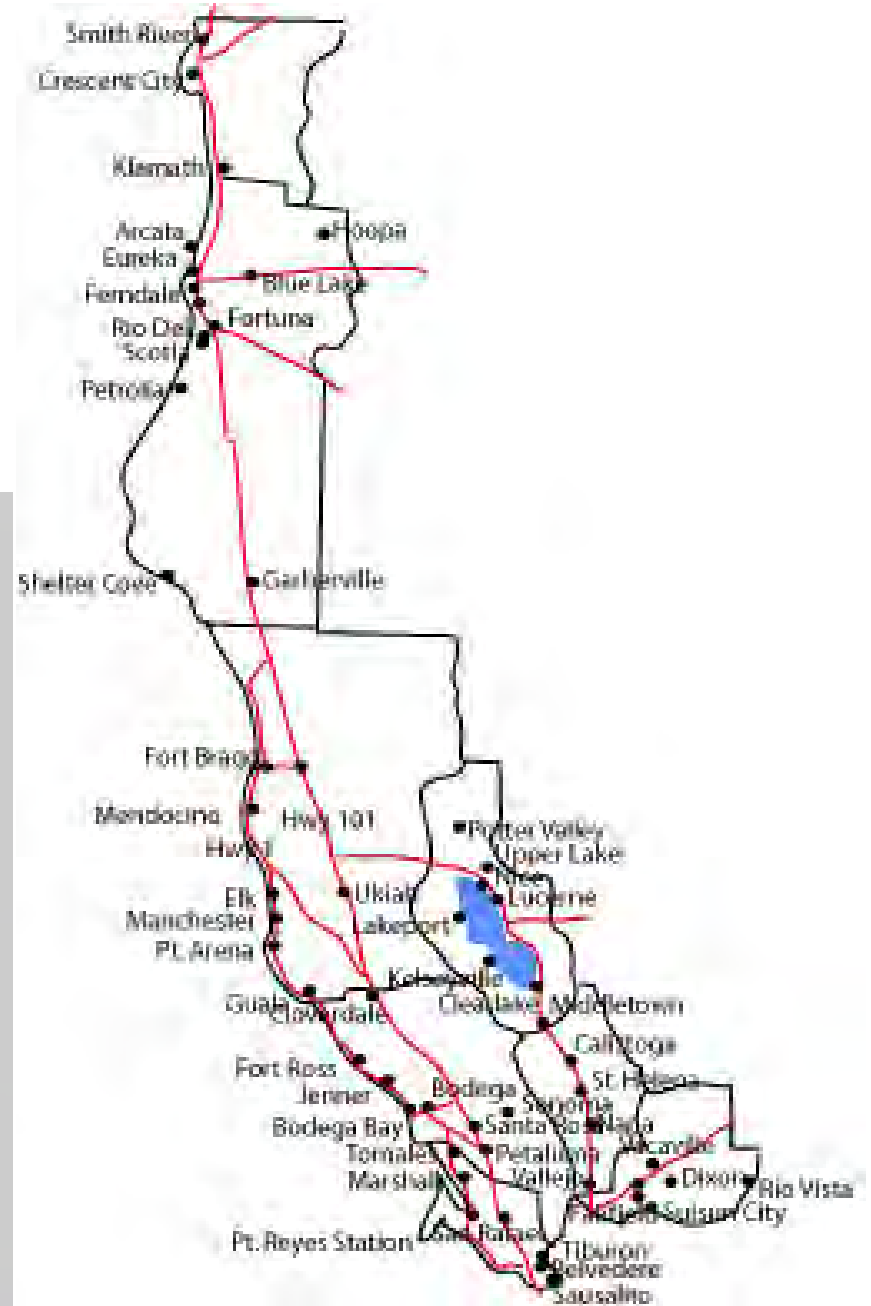 Smith River
Crescent City
Klamath
Arcata
Hoopa
Eureka
Blue Lake
Ferndale
Fortuna
Rio De
Scotia
Petrolia
Shelter Cove
Garberville
Fort Bragg
Mendocino
Hwy 101
Hwy 1
Potter Valley
Upper Lake
Nice
Elk
Ukiah
Lucerne
Manchester
Lakeport
Pt. Arena
Kelseyville
Gualala
Cloverdale
Clearlake
Middletown
Calistoga
Fort Ross
St. Helena
Jenner
Bodega
Sonoma
Bodega Bay
Santa Rosa
Napa
Tomales
Petaluma
Vacaville
Marshall
Vallejo
Dixon
Rio Vista
Fairfield
Suisun City
Pt. Reyes Station
San Rafael
Tiburon
Belvedere
Sausalito